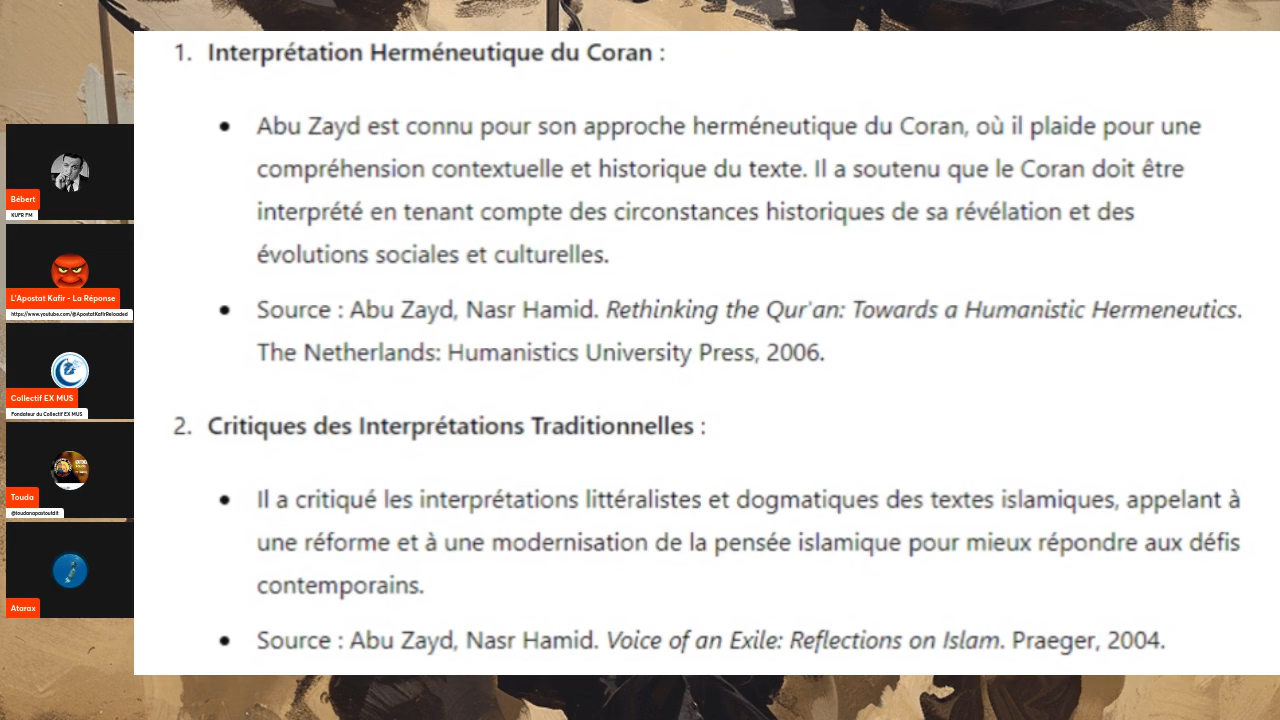 1. Interprétation Herméneutique du Coran :
• Abu Zayd est connu pour son approche herméneutique du Coran, où il plaide pour une
compréhension contextuelle et historique du texte. Il a soutenu que le Coran doit être
interprété en tenant compte des circonstances historiques de sa révélation et des
évolutions sociales et culturelles.
• Source : Abu Zayd, Nasr Hamid. Rethinking the Qur'an: Towards a Humanistic Hermeneutics.
The Netherlands: Humanistics University Press, 2006.
2. Critiques des Interprétations Traditionnelles :
• Il a critiqué les interprétations littéralistes et dogmatiques des textes islamiques, appelant à
une réforme et à une modernisation de la pensée islamique pour mieux répondre aux défis
contemporains.
• Source : Abu Zayd, Nasr Hamid. Voice of an Exile: Reflections on Islam. Praeger, 2004.
Bébert
KUFR FM
L'Apostat Kafir - La Réponse
https://www.youtube.com/@ApostatKafirReloaded
Collectif EX MUS
Fondateur du Collectif EX MUS
Touda
Atarax